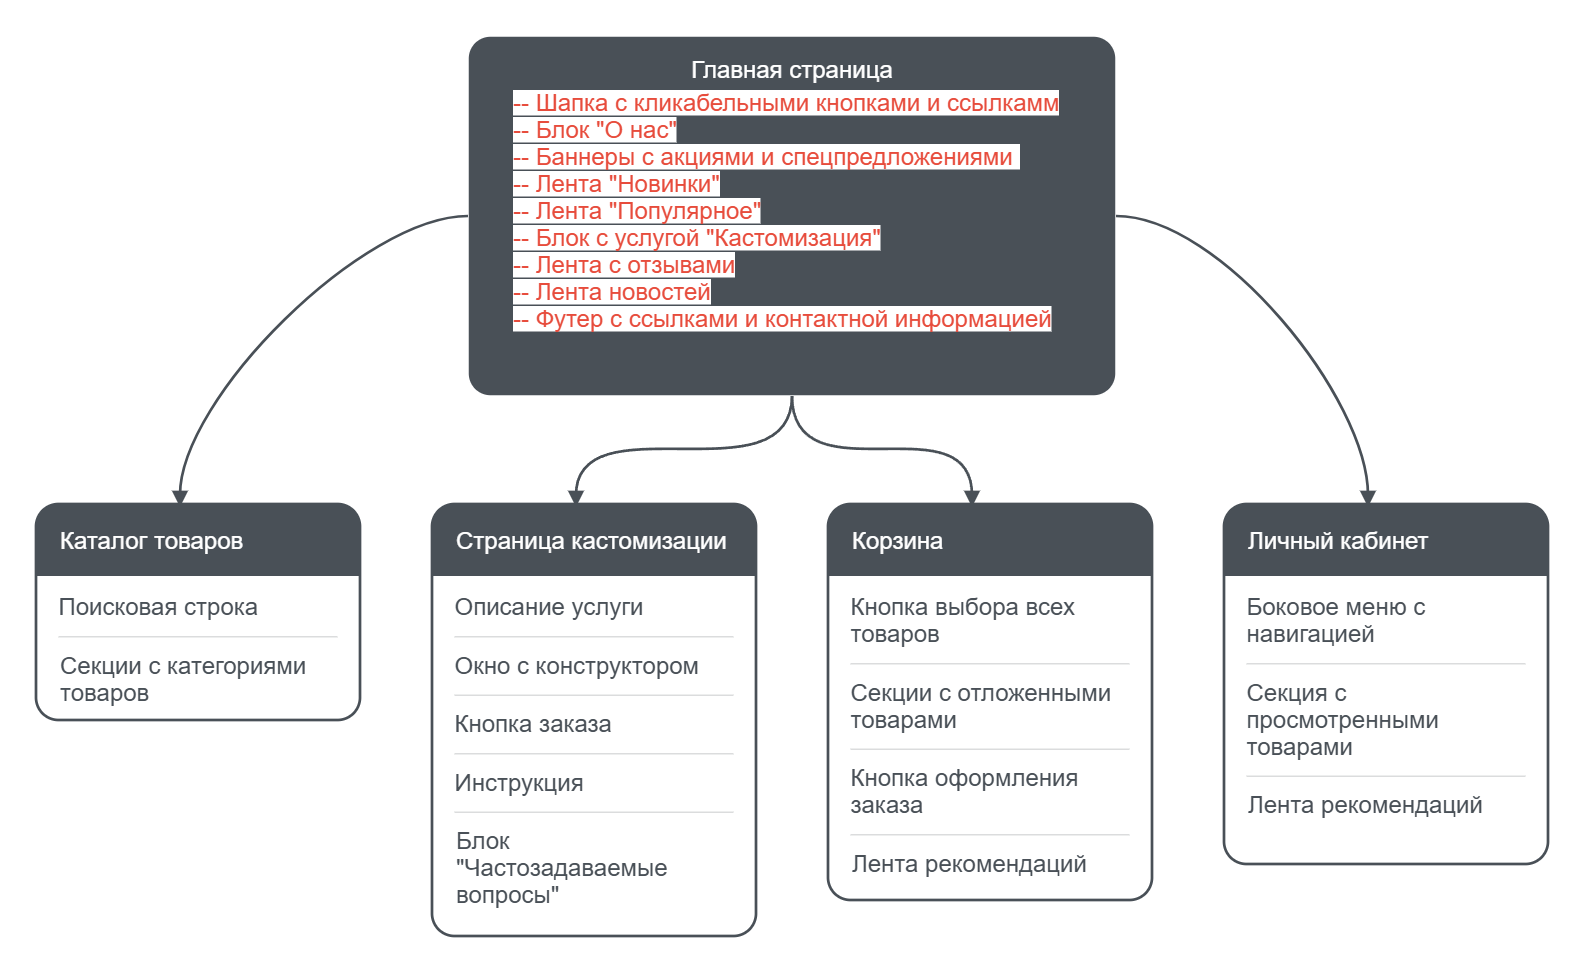 Главная страница
-- Шапка с кликабельными кнопками и ссылкамм
-- Блок "О нас"
-- Баннеры с акциями и спецпредложениями
-- Лента "Новинки"
-- Лента "Популярное"
-- Блок с услугой "Кастомизация"
-- Лента с отзывами
-- Лента новостей
-- Футер с ссылками и контактной информацией
Каталог товаров
Поисковая строка
Секции с категориями
товаров
Страница кастомизации
Описание услуги
Окно с конструктором
Кнопка заказа
Инструкция
Блок
"Частозадаваемые
вопросы"
Корзина
Кнопка выбора всех
товаров
Секции с отложенными
товарами
Кнопка оформления
заказа
Лента рекомендаций
Личный кабинет
Боковое меню с
навигацией
Секция с
просмотренными
товарами
Лента рекомендаций